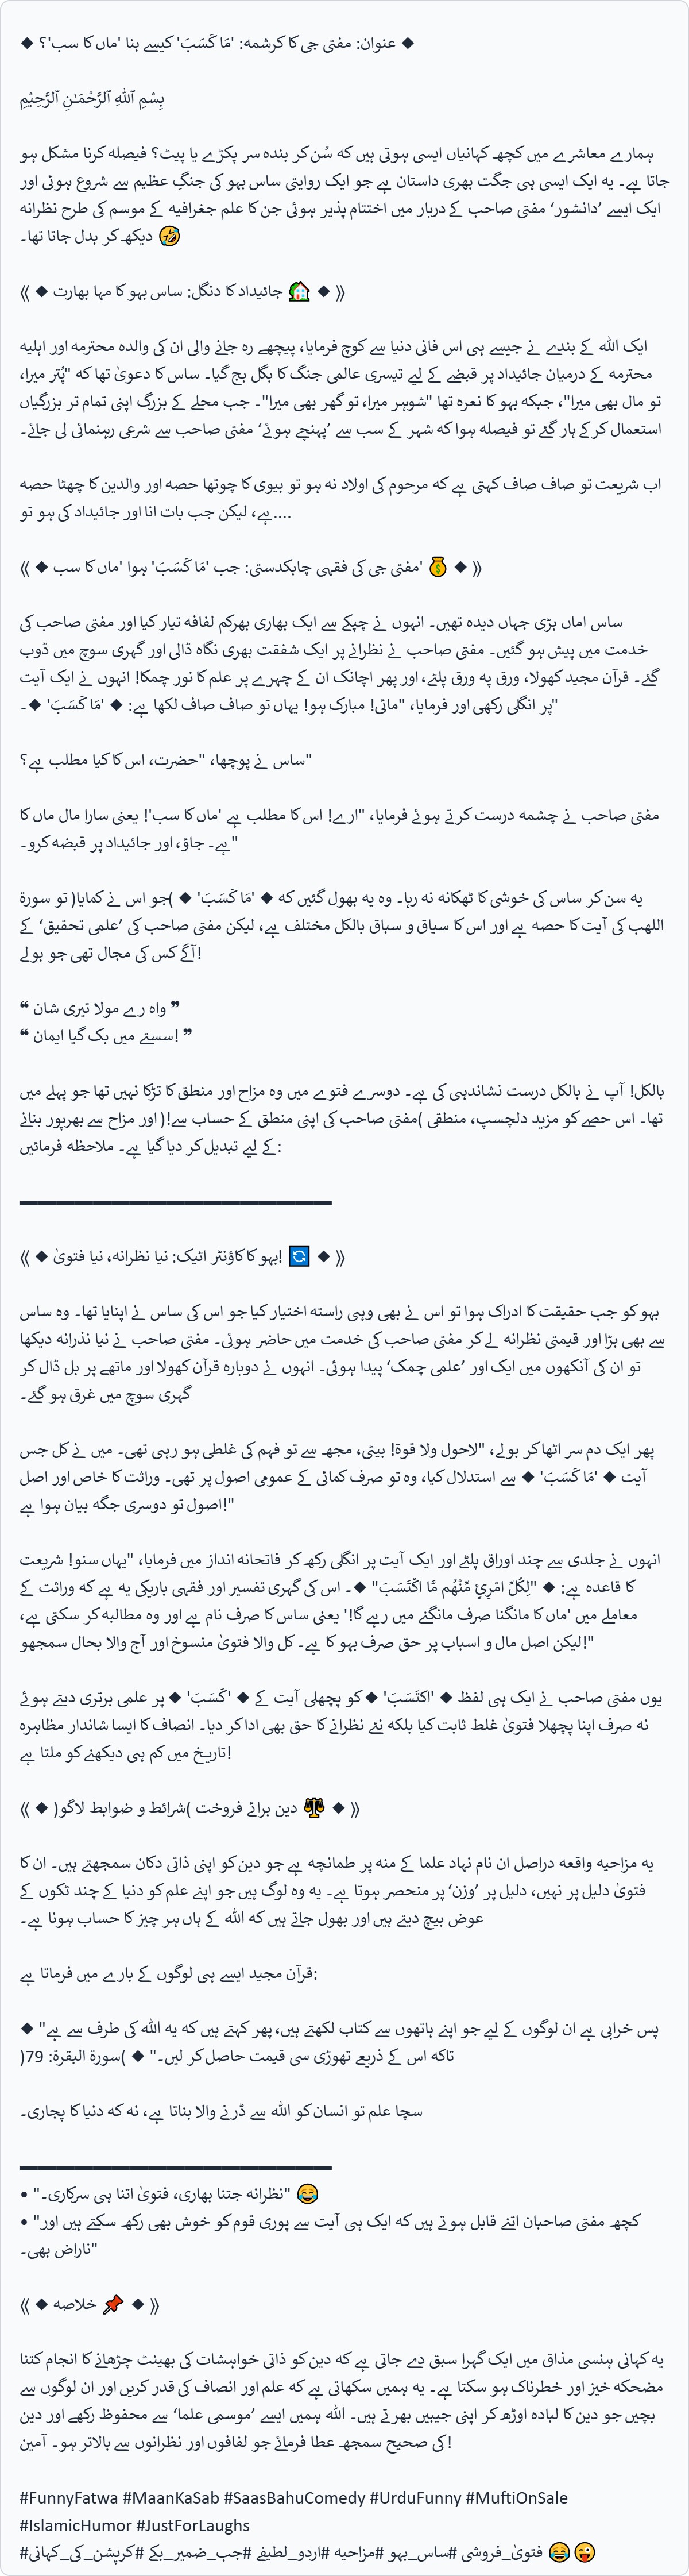 ◆ عنوان: مفتی جی کا کرشمہ: 'مَا كَسَبَ' کیسے بنا 'ماں کا سب'؟ ◆
بِسْمِ ٱللَّهِ ٱلرَّحْمَـٰنِ ٱلرَّحِيْمِ
ہمارے معاشرے میں کچھ کہانیاں ایسی ہوتی ہیں کہ سُن کر بندہ سر پکڑے یا پیٹ؟ فیصلہ کرنا مشکل ہو
جاتا ہے۔ یہ ایک ایسی ہی جگت بھری داستان ہے جو ایک روایتی ساس بہو کی جنگِ عظیم سے شروع ہوئی اور
ایک ایسے ’دانشور‘ مفتی صاحب کے دربار میں اختتام پذیر ہوئی جن کا علم جغرافیہ کے موسم کی طرح نظرانہ
دیکھ کر بدل جاتا تھا۔ 🤣
⟪ ◆ جائیداد کا دنگل: ساس بہو کا مہا بھارت 🏠 ◆ ⟫
ایک اللہ کے بندے نے جیسے ہی اس فانی دنیا سے کوچ فرمایا، پیچھے رہ جانے والی ان کی والدہ محترمہ اور اہلیہ
محترمہ کے درمیان جائیداد پر قبضے کے لیے تیسری عالمی جنگ کا بگل بج گیا۔ ساس کا دعویٰ تھا کہ "پُتر میرا،
تو مال بھی میرا"، جبکہ بہو کا نعرہ تھا "شوہر میرا، تو گھر بھی میرا"۔ جب محلے کے بزرگ اپنی تمام تر بزرگیاں
استعمال کر کے ہار گئے تو فیصلہ ہوا کہ شہر کے سب سے ’پہنچے ہوئے‘ مفتی صاحب سے شرعی رہنمائی لی جائے۔
اب شریعت تو صاف صاف کہتی ہے کہ مرحوم کی اولاد نہ ہو تو بیوی کا چوتھا حصہ اور والدین کا چھٹا حصہ
ہے، لیکن جب بات انا اور جائیداد کی ہو تو....
⟪ ◆ مفتی جی کی فقہی چابکدستی: جب 'مَا كَسَبَ' ہوا 'ماں کا سب' 💰 ◆ ⟫
ساس اماں بڑی جہاں دیدہ تھیں۔ انہوں نے چپکے سے ایک بھاری بھرکم لفافہ تیار کیا اور مفتی صاحب کی
خدمت میں پیش ہو گئیں۔ مفتی صاحب نے نظرانے پر ایک شفقت بھری نگاہ ڈالی اور گہری سوچ میں ڈوب
گئے۔ قرآن مجید کھولا، ورق پہ ورق پلٹے، اور پھر اچانک ان کے چہرے پر علم کا نور چمکا! انہوں نے ایک آیت
پر انگلی رکھی اور فرمایا، "مائی! مبارک ہو! یہاں تو صاف صاف لکھا ہے: ◆ 'مَا كَسَبَ' ◆۔"
ساس نے پوچھا، "حضرت، اس کا کیا مطلب ہے؟"
مفتی صاحب نے چشمہ درست کرتے ہوئے فرمایا، "ارے! اس کا مطلب ہے 'ماں کا سب'! یعنی سارا مال ماں کا
ہے۔ جاؤ، اور جائیداد پر قبضہ کرو۔"
یہ سن کر ساس کی خوشی کا ٹھکانہ نہ رہا۔ وہ یہ بھول گئیں کہ ◆ 'مَا كَسَبَ' ◆ (جو اس نے کمایا) تو سورۃ
اللھب کی آیت کا حصہ ہے اور اس کا سیاق و سباق بالکل مختلف ہے، لیکن مفتی صاحب کی ’علمی تحقیق‘ کے
آگے کس کی مجال تھی جو بولے!
❝ واہ رے مولا تیری شان ❞
❝ سستے میں بک گیا ایمان! ❞
بالکل! آپ نے بالکل درست نشاندہی کی ہے۔ دوسرے فتوے میں وہ مزاح اور منطق کا تڑکا نہیں تھا جو پہلے میں
تھا۔ اس حصے کو مزید دلچسپ، منطقی (مفتی صاحب کی اپنی منطق کے حساب سے!) اور مزاح سے بھرپور بنانے
کے لیے تبدیل کر دیا گیا ہے۔ ملاحظہ فرمائیں:
⟪ ◆ بہو کا کاؤنٹر اٹیک: نیا نظرانہ، نیا فتویٰ! 🔄 ◆ ⟫
بہو کو جب حقیقت کا ادراک ہوا تو اس نے بھی وہی راستہ اختیار کیا جو اس کی ساس نے اپنایا تھا۔ وہ ساس
سے بھی بڑا اور قیمتی نظرانہ لے کر مفتی صاحب کی خدمت میں حاضر ہوئی۔ مفتی صاحب نے نیا نذرانہ دیکھا
تو ان کی آنکھوں میں ایک اور ’علمی چمک‘ پیدا ہوئی۔ انہوں نے دوبارہ قرآن کھولا اور ماتھے پر بل ڈال کر
گہری سوچ میں غرق ہو گئے۔
پھر ایک دم سر اٹھا کر بولے، "لاحول ولا قوة! بیٹی، مجھ سے تو فہم کی غلطی ہو رہی تھی۔ میں نے کل جس
آیت ◆ 'مَا كَسَبَ' ◆ سے استدلال کیا، وہ تو صرف کمائی کے عمومی اصول پر تھی۔ وراثت کا خاص اور اصل
اصول تو دوسری جگہ بیان ہوا ہے!"
انہوں نے جلدی سے چند اوراق پلٹے اور ایک آیت پر انگلی رکھ کر فاتحانہ انداز میں فرمایا، "یہاں سنو! شریعت
کا قاعدہ ہے: ◆ "لِكُلِّ امْرِئٍ مِّنْهُم مَّا اكْتَسَبَ" ◆۔ اس کی گہری تفسیر اور فقہی باریکی یہ ہے کہ وراثت کے
معاملے میں 'ماں کا مانگنا صرف مانگنے میں رہے گا!' یعنی ساس کا صرف نام ہے اور وہ مطالبہ کر سکتی ہے،
لیکن اصل مال و اسباب پر حق صرف بہو کا ہے۔ کل والا فتویٰ منسوخ اور آج والا بحال سمجھو!"
یوں مفتی صاحب نے ایک ہی لفظ ◆ 'اکتَسَبَ' ◆ کو پچھلی آیت کے ◆ 'كَسَبَ' ◆ پر علمی برتری دیتے ہوئے
نہ صرف اپنا پچھلا فتویٰ غلط ثابت کیا بلکہ نئے نظرانے کا حق بھی ادا کر دیا۔ انصاف کا ایسا شاندار مظاہرہ
تاریخ میں کم ہی دیکھنے کو ملتا ہے!
⟪ ◆ دین برائے فروخت (شرائط و ضوابط لاگو) ⚖️ ◆ ⟫
یہ مزاحیہ واقعہ دراصل ان نام نہاد علما کے منہ پر طمانچہ ہے جو دین کو اپنی ذاتی دکان سمجھتے ہیں۔ ان کا
فتویٰ دلیل پر نہیں، دلیل پر ’وزن‘ پر منحصر ہوتا ہے۔ یہ وہ لوگ ہیں جو اپنے علم کو دنیا کے چند ٹکوں کے
عوض بیچ دیتے ہیں اور بھول جاتے ہیں کہ اللہ کے ہاں ہر چیز کا حساب ہونا ہے۔
قرآن مجید ایسے ہی لوگوں کے بارے میں فرماتا ہے:
◆ "پس خرابی ہے ان لوگوں کے لیے جو اپنے ہاتھوں سے کتاب لکھتے ہیں، پھر کہتے ہیں کہ یہ اللہ کی طرف سے ہے
تاکہ اس کے ذریعے تھوڑی سی قیمت حاصل کر لیں۔" ◆ (سورۃ البقرۃ: 79)
سچا علم تو انسان کو اللہ سے ڈرنے والا بناتا ہے، نہ کہ دنیا کا پجاری۔
• "نظرانہ جتنا بھاری، فتویٰ اتنا ہی سرکاری۔" 😂
• "کچھ مفتی صاحبان اتنے قابل ہوتے ہیں کہ ایک ہی آیت سے پوری قوم کو خوش بھی رکھ سکتے ہیں اور
ناراض بھی۔"
⟪ ◆ خلاصہ 📌 ◆ ⟫
یہ کہانی ہنسی مذاق میں ایک گہرا سبق دے جاتی ہے کہ دین کو ذاتی خواہشات کی بھینٹ چڑھانے کا انجام کتنا
مضحکہ خیز اور خطرناک ہو سکتا ہے۔ یہ ہمیں سکھاتی ہے کہ علم اور انصاف کی قدر کریں اور ان لوگوں سے
بچیں جو دین کا لبادہ اوڑھ کر اپنی جیبیں بھرتے ہیں۔ اللہ ہمیں ایسے ’موسمی علما‘ سے محفوظ رکھے اور دین
کی صحیح سمجھ عطا فرمائے جو لفافوں اور نظرانوں سے بالاتر ہو۔ آمین!
#FunnyFatwa #MaanKaSab #SaasBahuComedy #UrduFunny #MuftiOnSale
#IslamicHumor #JustForLaughs
#فتویٰ_فروشی #ساس_بہو #مزاحیہ #اردو_لطیفے #جب_ضمیر_بکے #کرپشن_کی_کہانی 😂😜